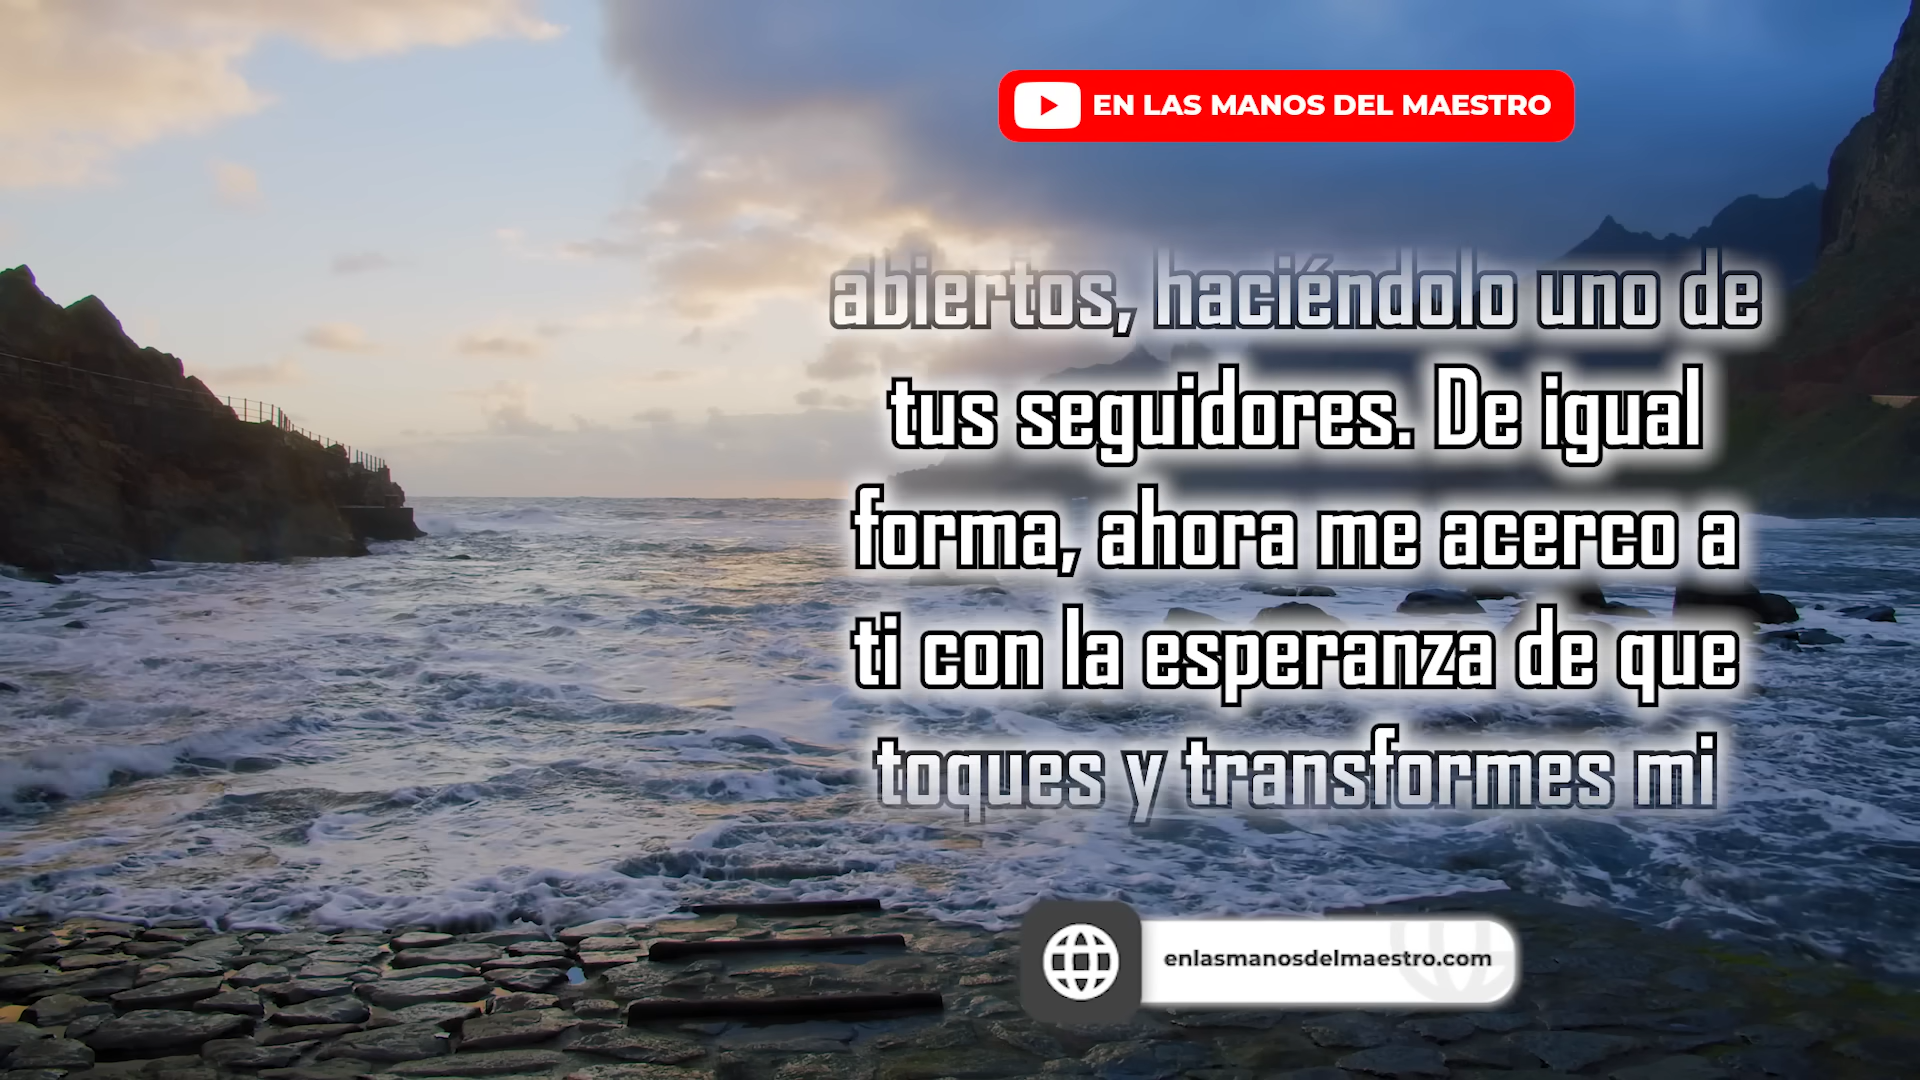 EN LAS MANOS DEL MAESTRO
abiertos, haciéndolo uno de
tus seguidores. De igual
forma, ahora me acerco a
ti con la esperanza de que
toques y transformes mi
enlasmanosdelmaestro.com